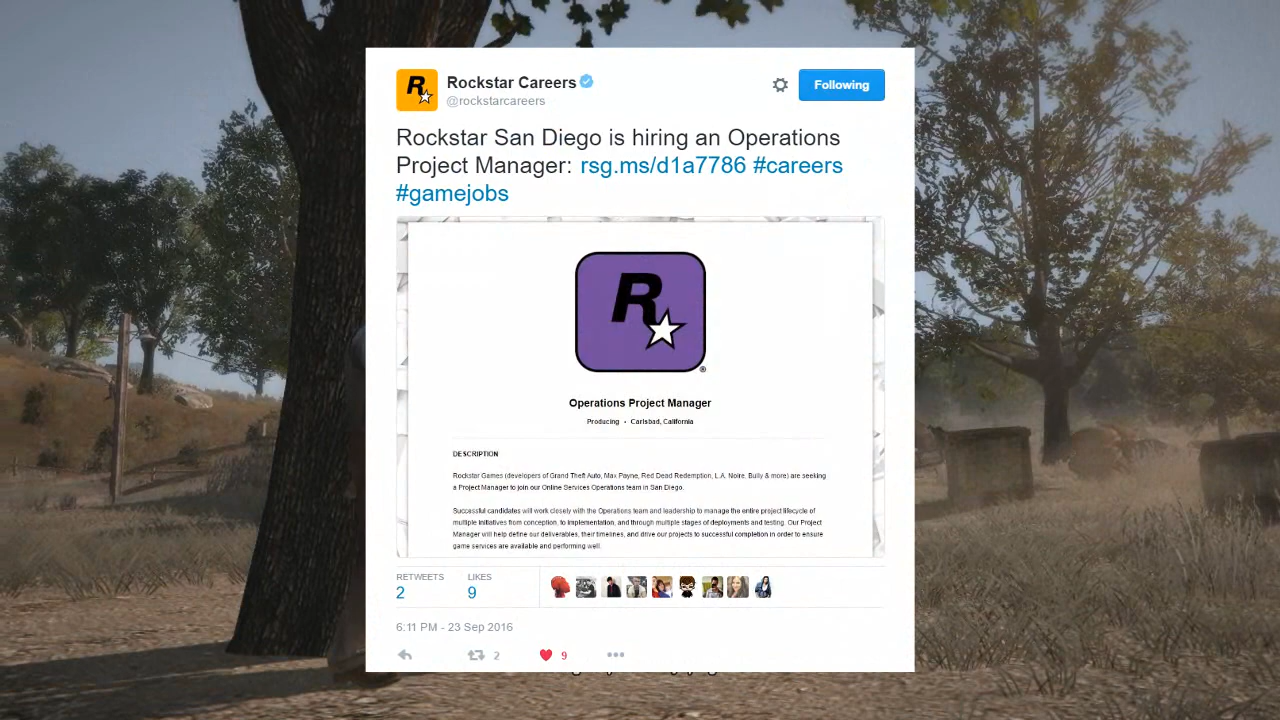 Rockstar Careers
@rockstarcareers
Following
Rockstar San Diego is hiring an Operations
Project Manager: rsg.ms/d1a7786 #careers
#gamejobs
R
®
Operations Project Manager
Producing • Carlsbad, California
DESCRIPTION
Rockstar Games (developers of Grand Theft Auto, Max Payne, Red Dead Redemption, L.A. Noire, Bully & more) are seeking
a Project Manager to join our Online Services Operations team in San Diego.
Successful candidates will work closely with the Operations team and leadership to manage the entire project lifecycle of
multiple initiatives from conception, to implementation, and through multiple stages of deployments and testing. Our Project
Manager will help define our deliverables, their timelines, and drive our projects to successful completion in order to ensure
game services are available and performing well.
RETWEETS LIKES
2 9
6:11 PM - 23 Sep 2016
2 9